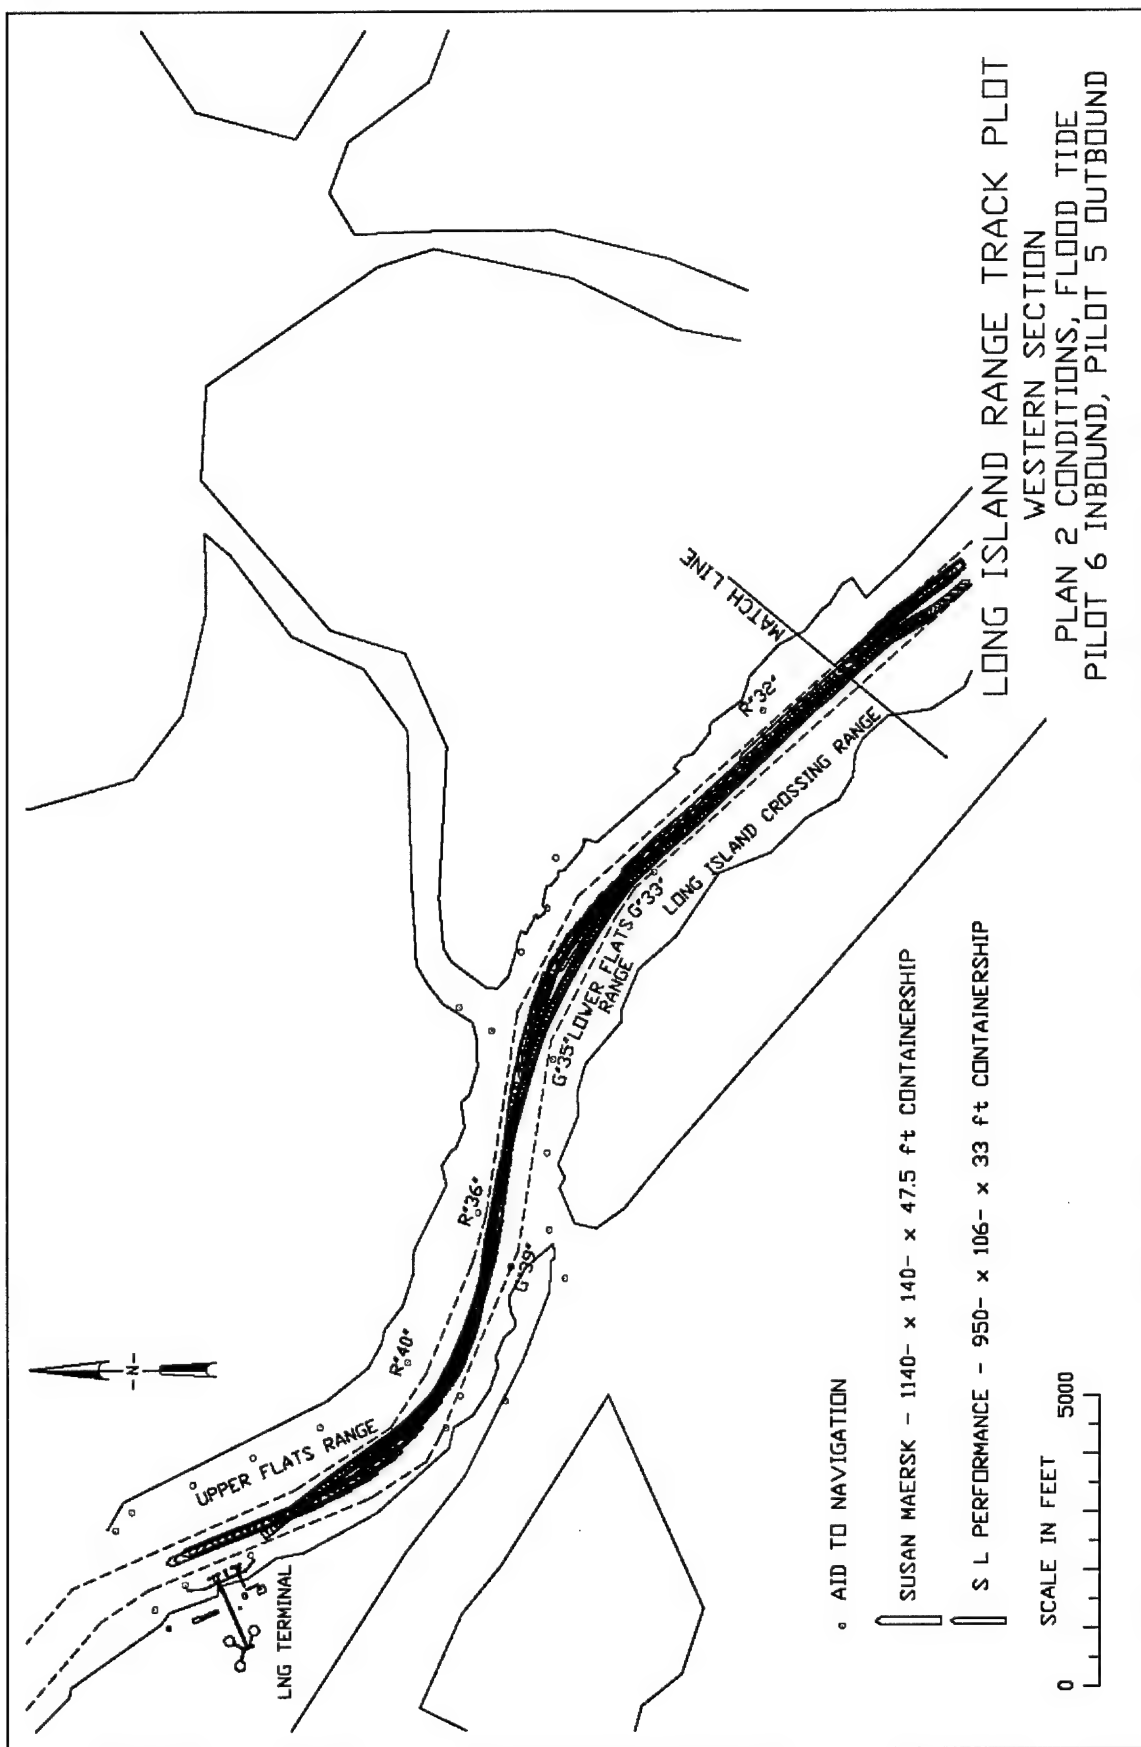 LONG ISLAND RANGE TRACK PLOT
WESTERN SECTION
PLAN 2 CONDITIONS, FLOOD TIDE
PILOT 6 INBOUND, PILOT 5 OUTBOUND
MATCH LINE
R"32"
LONG ISLAND CROSSING RANGE
G"33"
LOWER FLATS
RANGE
G"35"
R"36"
G"39"
R"40"
UPPER FLATS RANGE
LNG TERMINAL
-N-
AID TO NAVIGATION
SUSAN MAERSK - 1140- x 140- x 47.5 ft CONTAINERSHIP
S L PERFORMANCE - 950- x 106- x 33 ft CONTAINERSHIP
SCALE IN FEET
0 5000